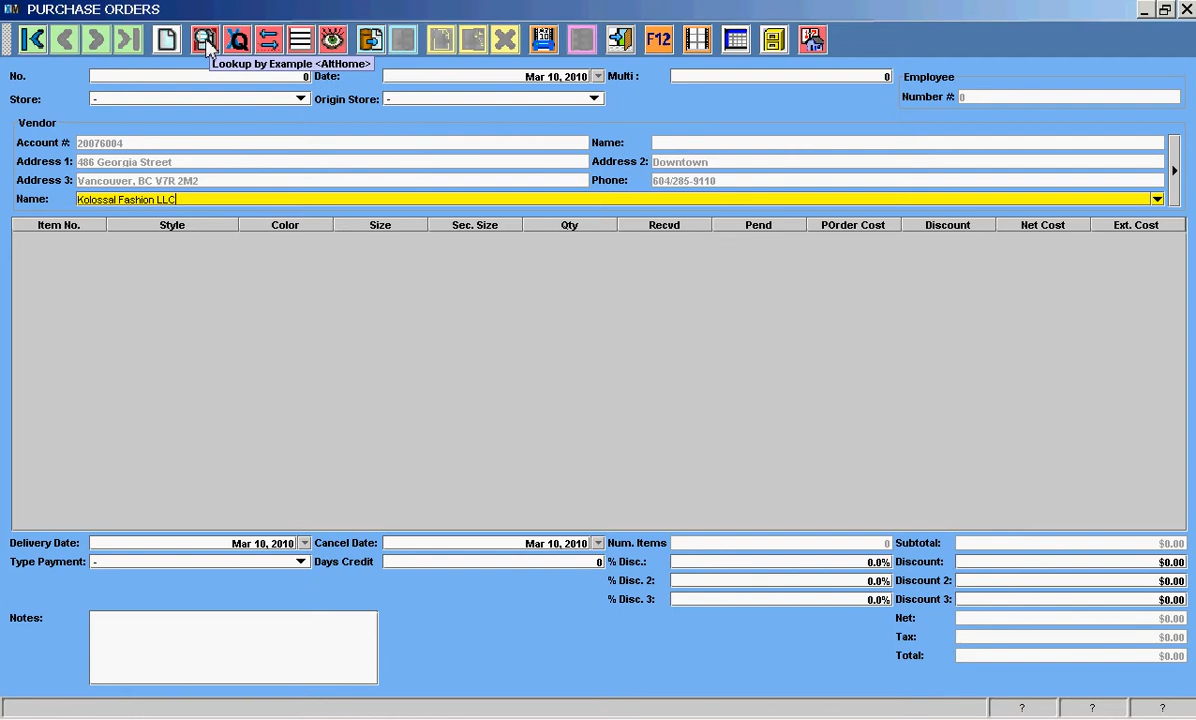 PURCHASE ORDERS
F12
Lookup by Example <AltHome>
No. 0 Date: Mar 10, 2010 Multi : 0 Employee
Store: - Origin Store: - Number #: 0
Vendor
Account #: 20076004 Name:
Address 1: 486 Georgia Street Address 2: Downtown
Address 3: Vancouver, BC V7R 2M2 Phone: 604/285-9110
Name: Kolossal Fashion LLC
Item No. Style Color Size Sec. Size Qty Recvd Pend POrder Cost Discount Net Cost Ext. Cost
Delivery Date: Mar 10, 2010 Cancel Date: Mar 10, 2010 Num. Items 0 Subtotal: $0.00
Type Payment: - Days Credit 0 % Disc.: 0.0% Discount: $0.00
% Disc. 2: 0.0% Discount 2: $0.00
% Disc. 3: 0.0% Discount 3: $0.00
Notes: Net: $0.00
Tax: $0.00
Total: $0.00
? ? ?